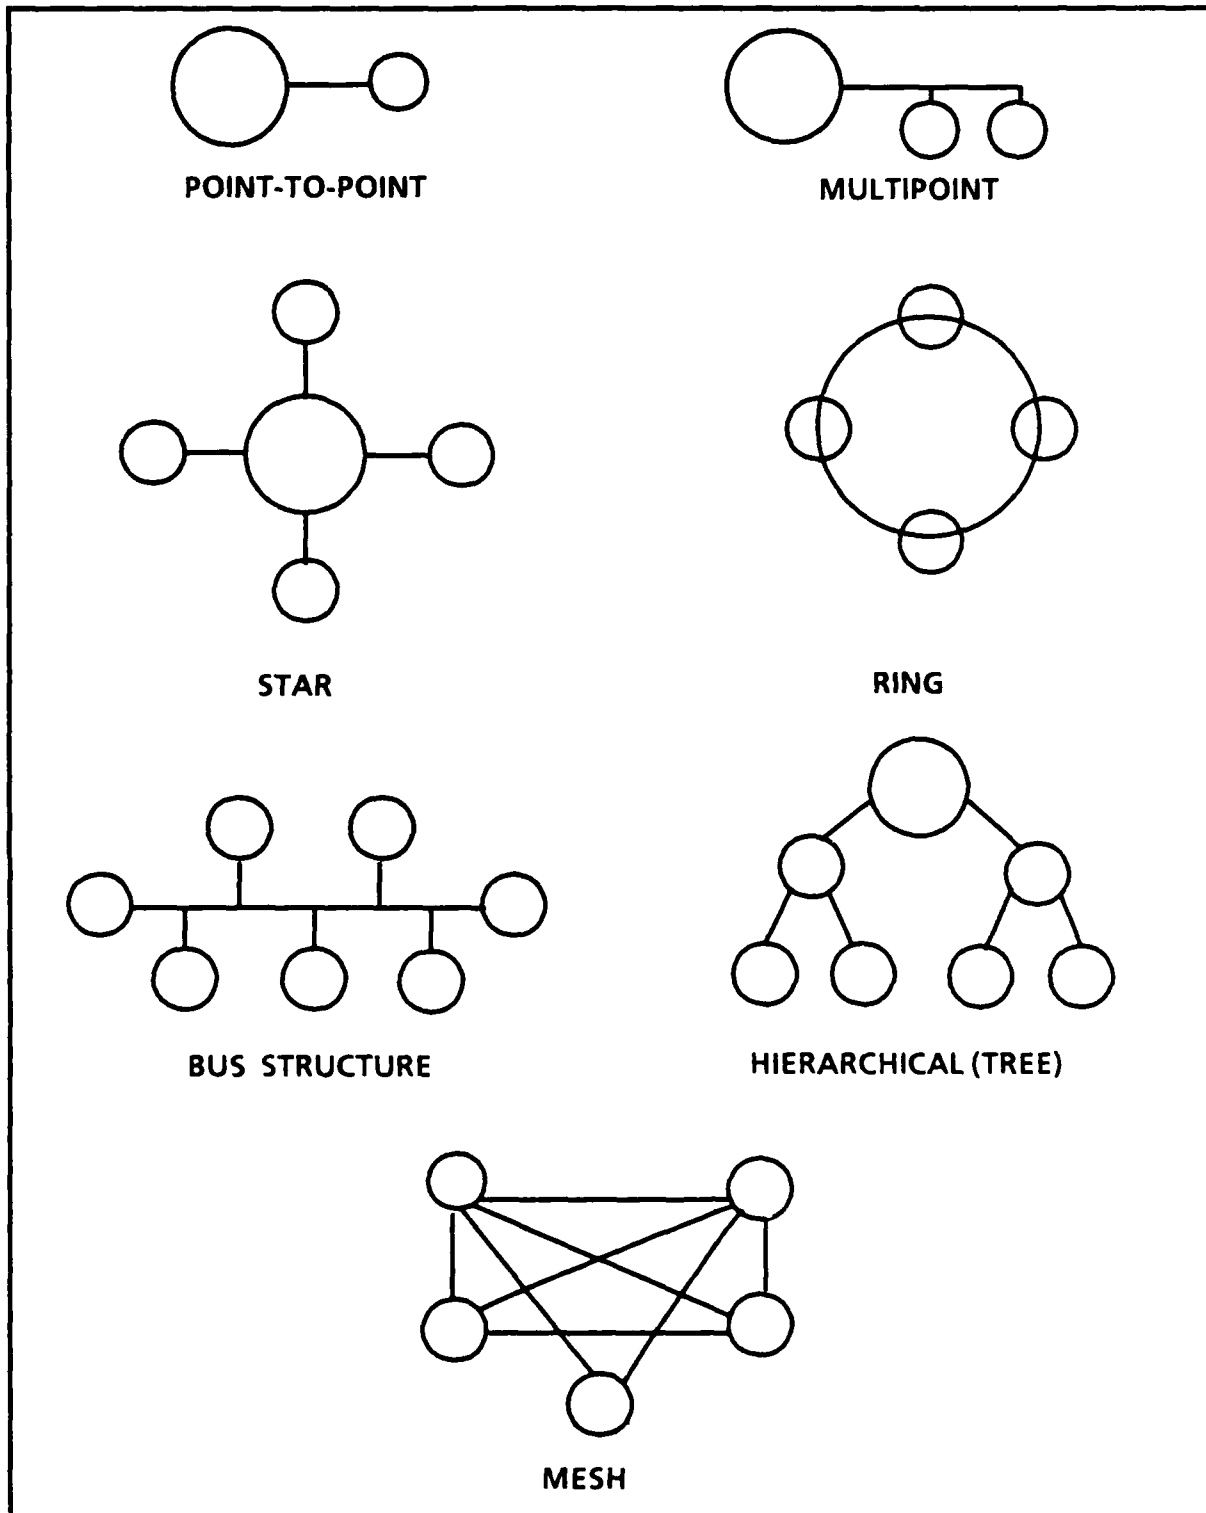 POINT-TO-POINT
MULTIPOINT
STAR
RING
BUS STRUCTURE
HIERARCHICAL (TREE)
MESH